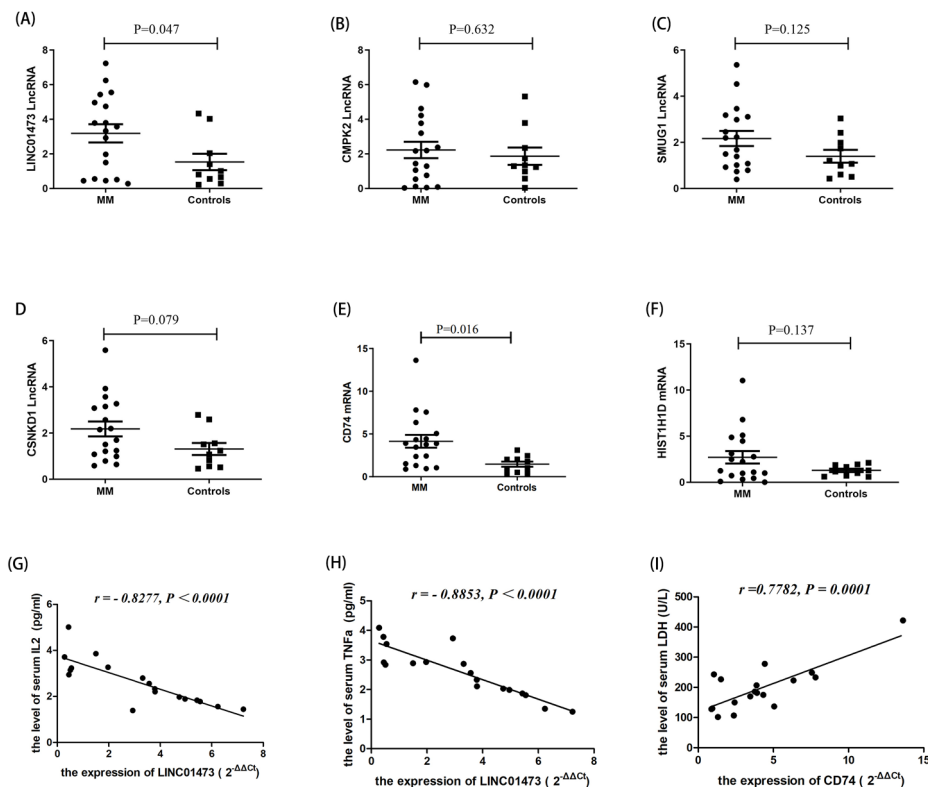 (A)
P=0.047
LINC01473 LncRNA
8
6
4
2
0
MM
Controls
(B)
P=0.632
CMPK2 LncRNA
8
6
4
2
0
MM
Controls
(C)
P=0.125
SMUG1 LncRNA
6
4
2
0
MM
Controls
D
P=0.079
CSNKD1 LncRNA
6
4
2
0
MM
Controls
(E)
P=0.016
CD74 mRNA
15
10
5
0
MM
Controls
(F)
P=0.137
HIST1H1D mRNA
15
10
5
0
MM
Controls
(G)
r = - 0.8277, P < 0.0001
the level of serum IL2 (pg/ml)
6
4
2
0
0 2 4 6 8
the expression of LINC01473 ( 2-ΔΔCt)
(H)
r = - 0.8853, P < 0.0001
the level of serum TNFa (pg/ml)
5
4
3
2
1
0
0 2 4 6 8
the expression of LINC01473 ( 2-ΔΔCt)
(I)
r =0.7782, P = 0.0001
the level of serum LDH (U/L)
500
400
300
200
100
0
0 5 10 15
the expression of CD74 ( 2-ΔΔCt)